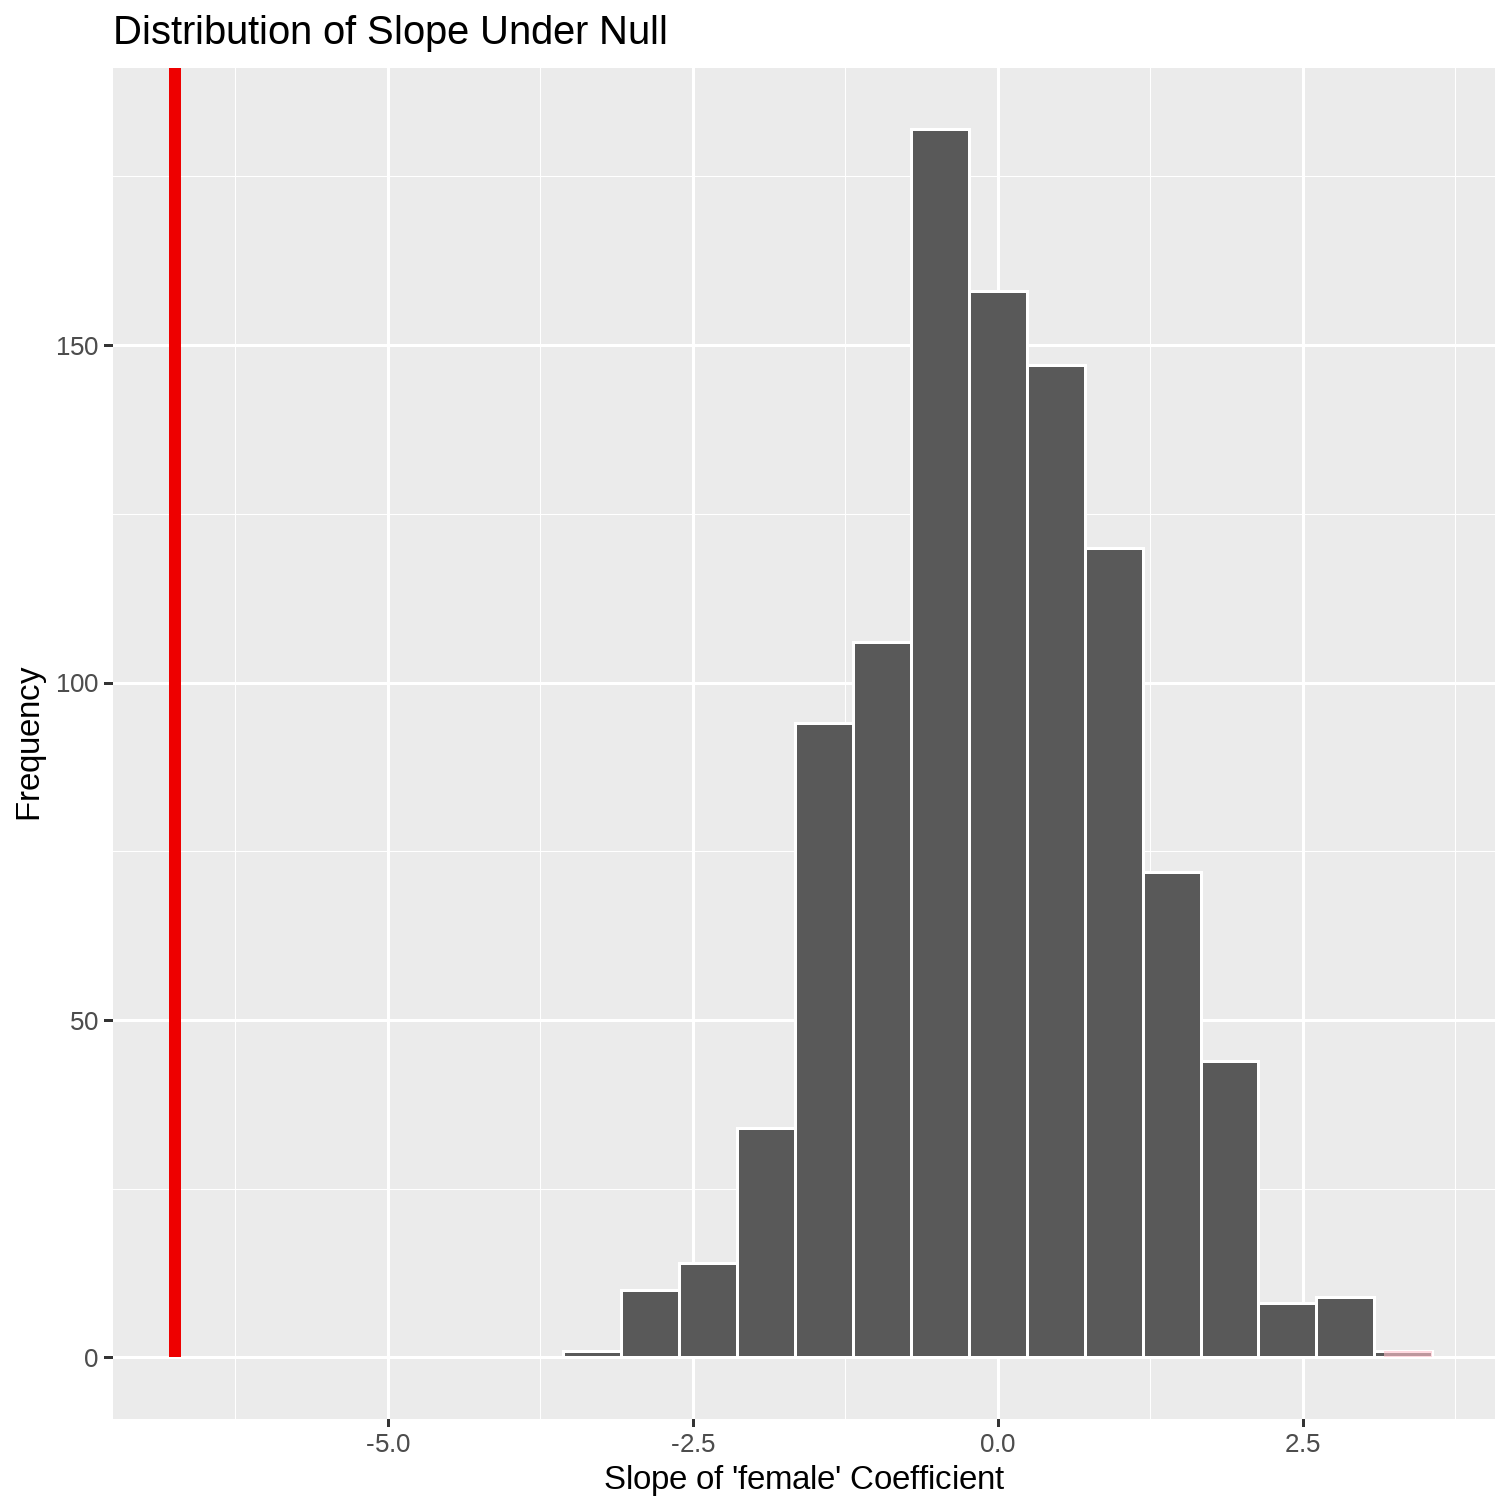 Distribution of Slope Under Null
Frequency
150
100
50
0
-5.0
-2.5
0.0
2.5
Slope of 'female' Coefficient